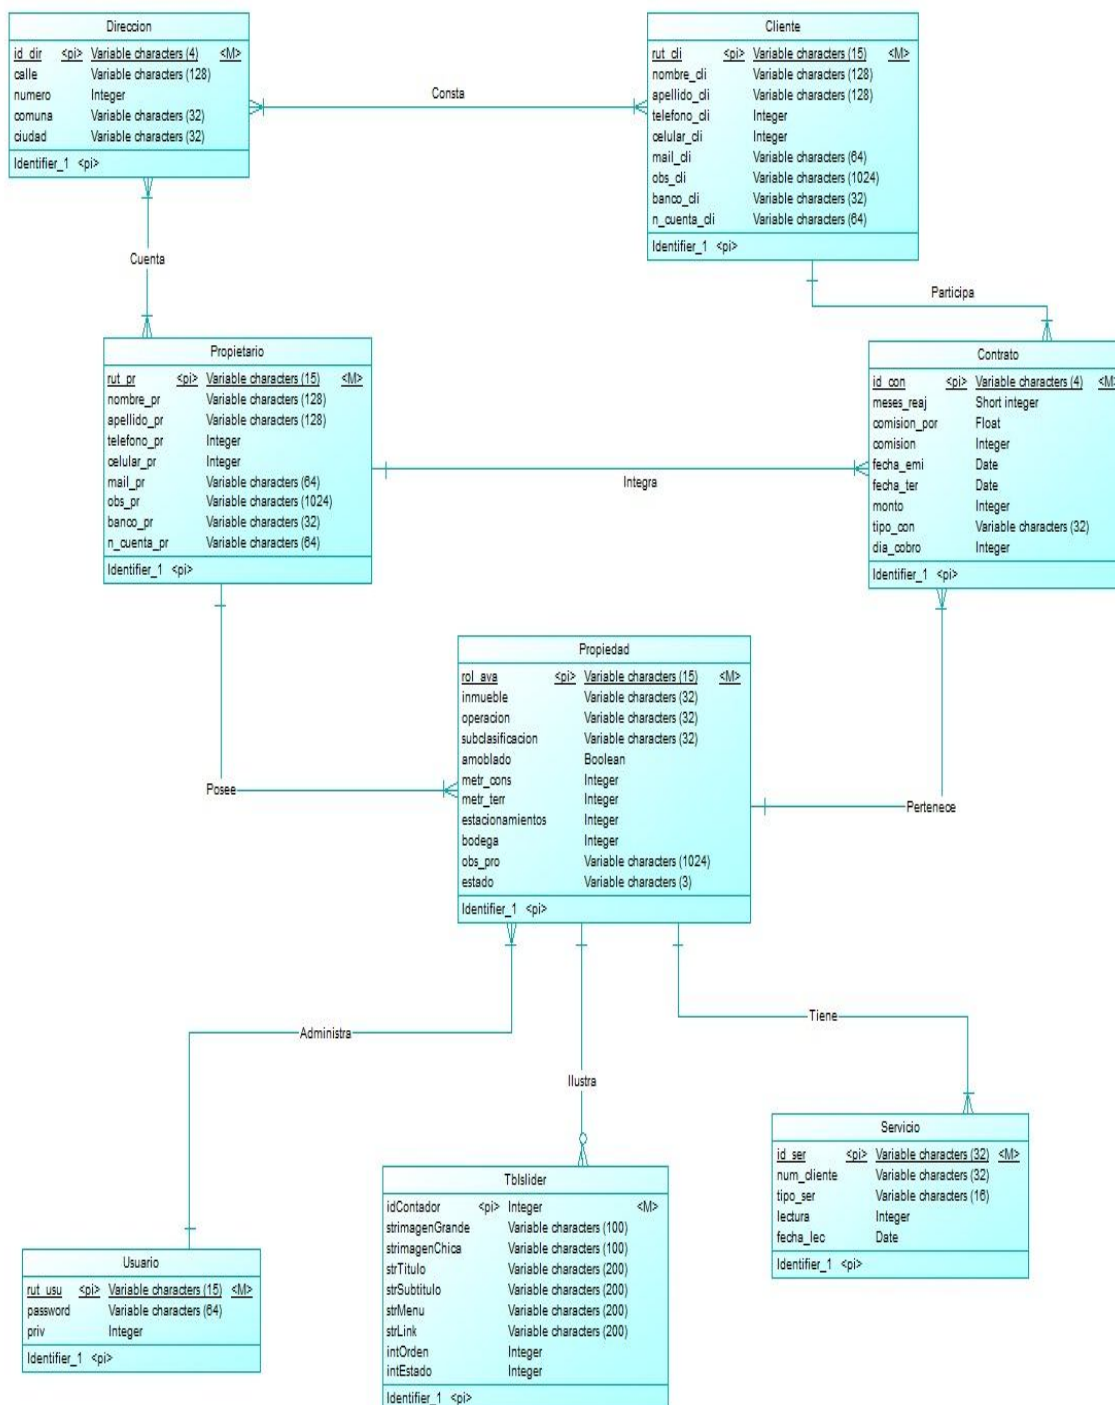 Direccion
id_dir <pi> Variable characters (4) <M>
calle Variable characters (128)
numero Integer
comuna Variable characters (32)
ciudad Variable characters (32)
Identifier_1 <pi>
Consta
Cliente
rut_cli <pi> Variable characters (15) <M>
nombre_cli Variable characters (128)
apellido_cli Variable characters (128)
telefono_cli Integer
celular_cli Integer
mail_cli Variable characters (64)
obs_cli Variable characters (1024)
banco_cli Variable characters (32)
n_cuenta_cli Variable characters (64)
Identifier_1 <pi>
Cuenta
Participa
Propietario
rut_pr <pi> Variable characters (15) <M>
nombre_pr Variable characters (128)
apellido_pr Variable characters (128)
telefono_pr Integer
celular_pr Integer
mail_pr Variable characters (64)
obs_pr Variable characters (1024)
banco_pr Variable characters (32)
n_cuenta_pr Variable characters (64)
Identifier_1 <pi>
Integra
Contrato
id_con <pi> Variable characters (4) <M>
meses_reaj Short integer
comision_por Float
comision Integer
fecha_emi Date
fecha_ter Date
monto Integer
tipo_con Variable characters (32)
dia_cobro Integer
Identifier_1 <pi>
Propiedad
rol_ava <pi> Variable characters (15) <M>
inmueble Variable characters (32)
operacion Variable characters (32)
subclasificacion Variable characters (32)
amoblado Boolean
metr_cons Integer
metr_terr Integer
estacionamientos Integer
bodega Integer
obs_pro Variable characters (1024)
estado Variable characters (3)
Identifier_1 <pi>
Posee
Pertenece
Administra
Ilustra
Tiene
Servicio
id_ser <pi> Variable characters (32) <M>
num_cliente Variable characters (32)
tipo_ser Variable characters (16)
lectura Integer
fecha_lec Date
Identifier_1 <pi>
Tblslider
idContador <pi> Integer <M>
strimagenGrande Variable characters (100)
strimagenChica Variable characters (100)
strTitulo Variable characters (200)
strSubtitulo Variable characters (200)
strMenu Variable characters (200)
strLink Variable characters (200)
intOrden Integer
intEstado Integer
Identifier_1 <pi>
Usuario
rut_usu <pi> Variable characters (15) <M>
password Variable characters (64)
priv Integer
Identifier_1 <pi>